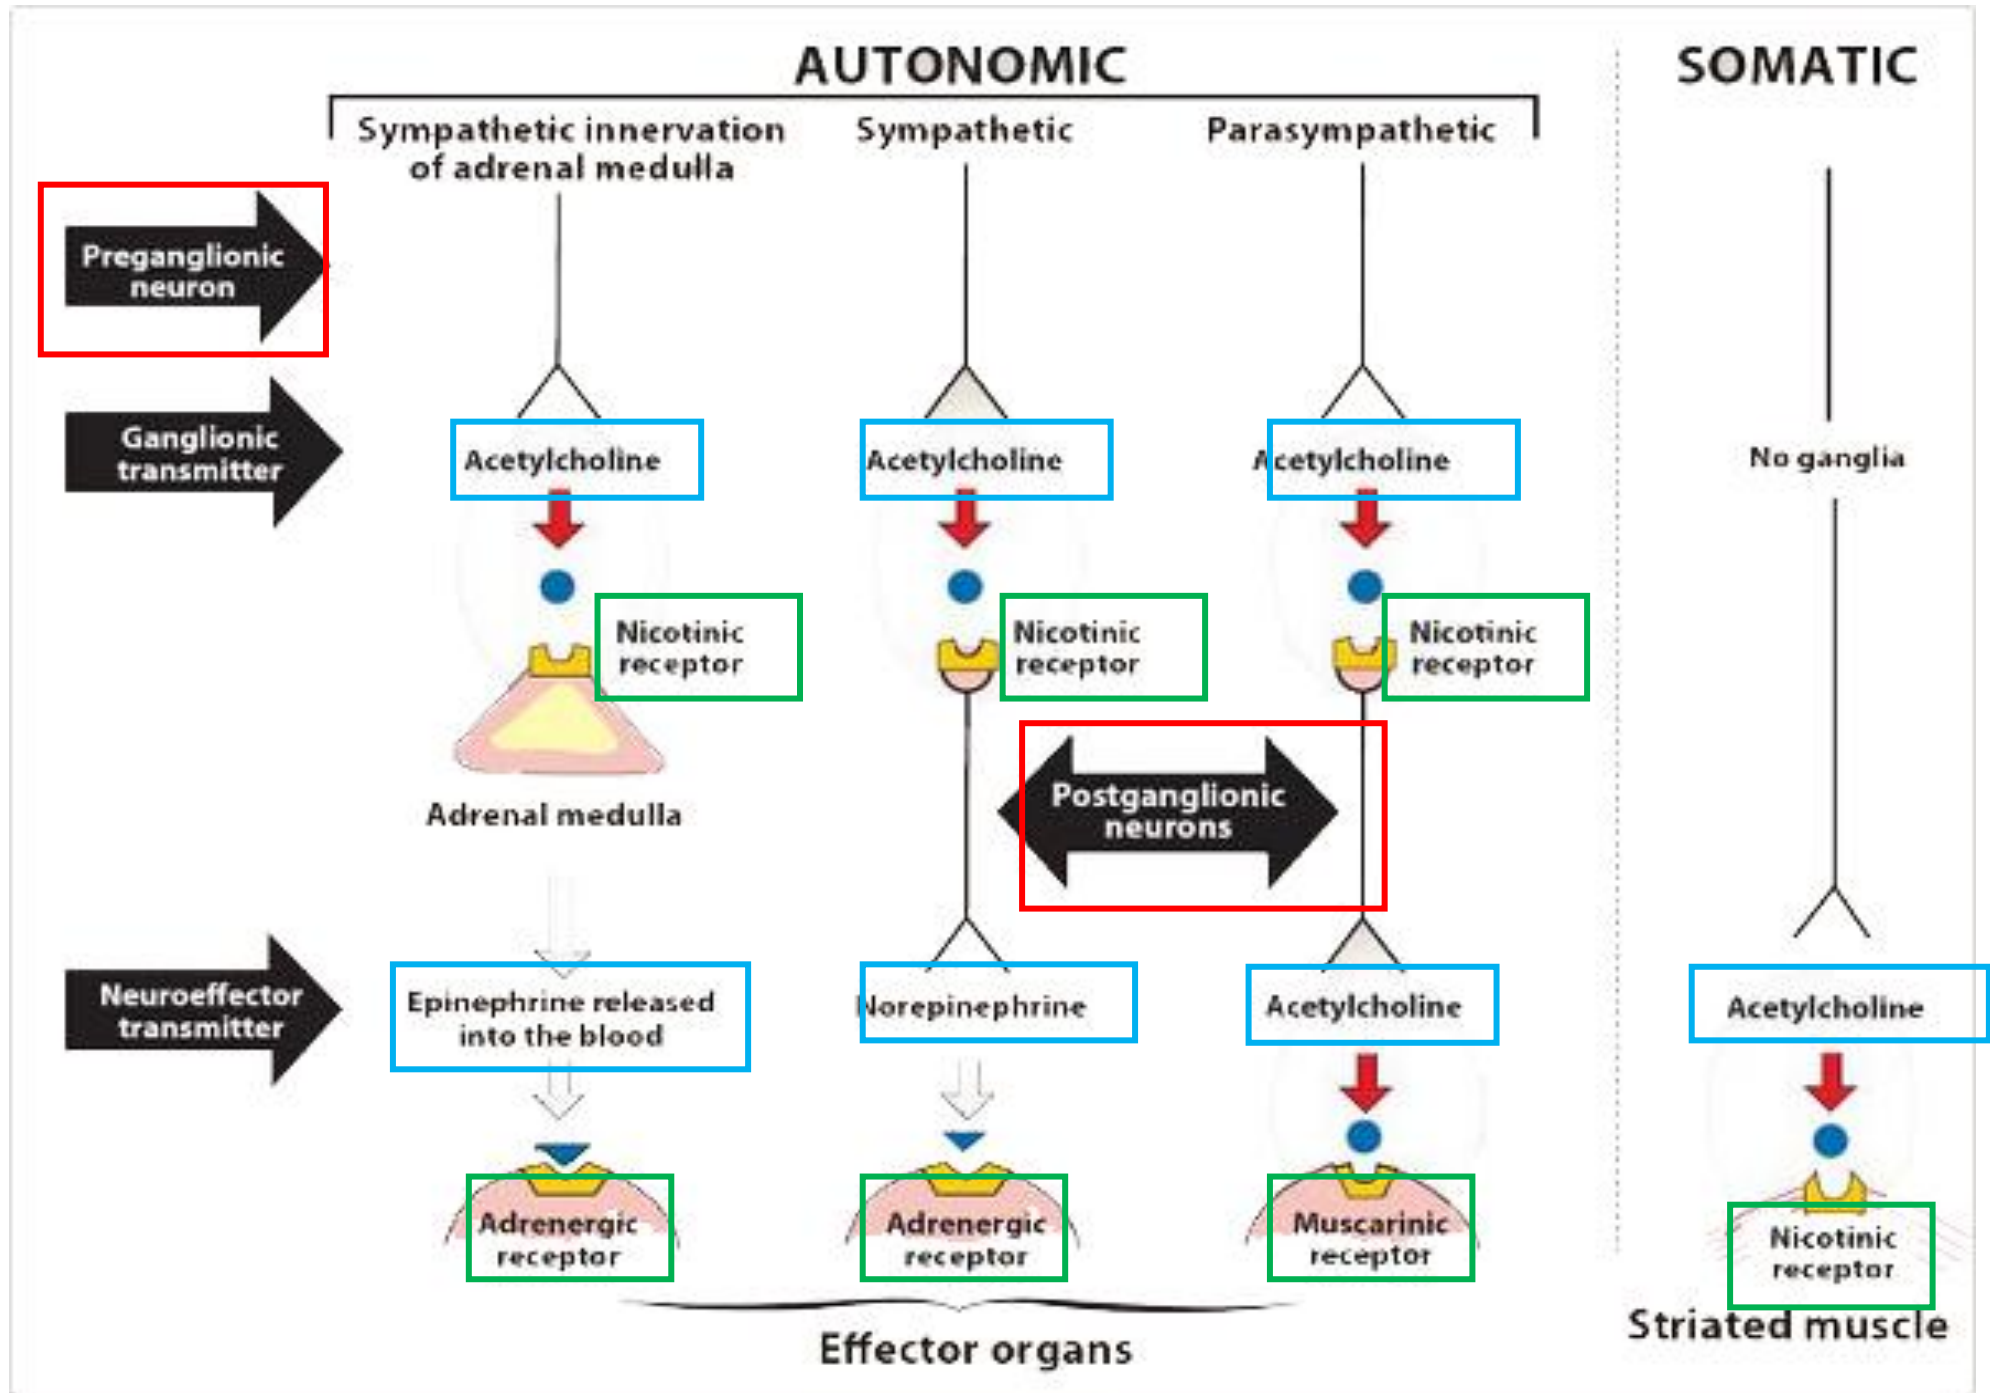 AUTONOMIC
SOMATIC
Sympathetic innervation
of adrenal medulla
Sympathetic
Parasympathetic
Preganglionic
neuron
Ganglionic
transmitter
Acetylcholine
Acetylcholine
Acetylcholine
No ganglia
Nicotinic
receptor
Nicotinic
receptor
Nicotinic
receptor
Adrenal medulla
Postganglionic
neurons
Neuroeffector
transmitter
Epinephrine released
into the blood
Norepinephrine
Acetylcholine
Acetylcholine
Adrenergic
receptor
Adrenergic
receptor
Muscarinic
receptor
Nicotinic
receptor
Striated muscle
Effector organs